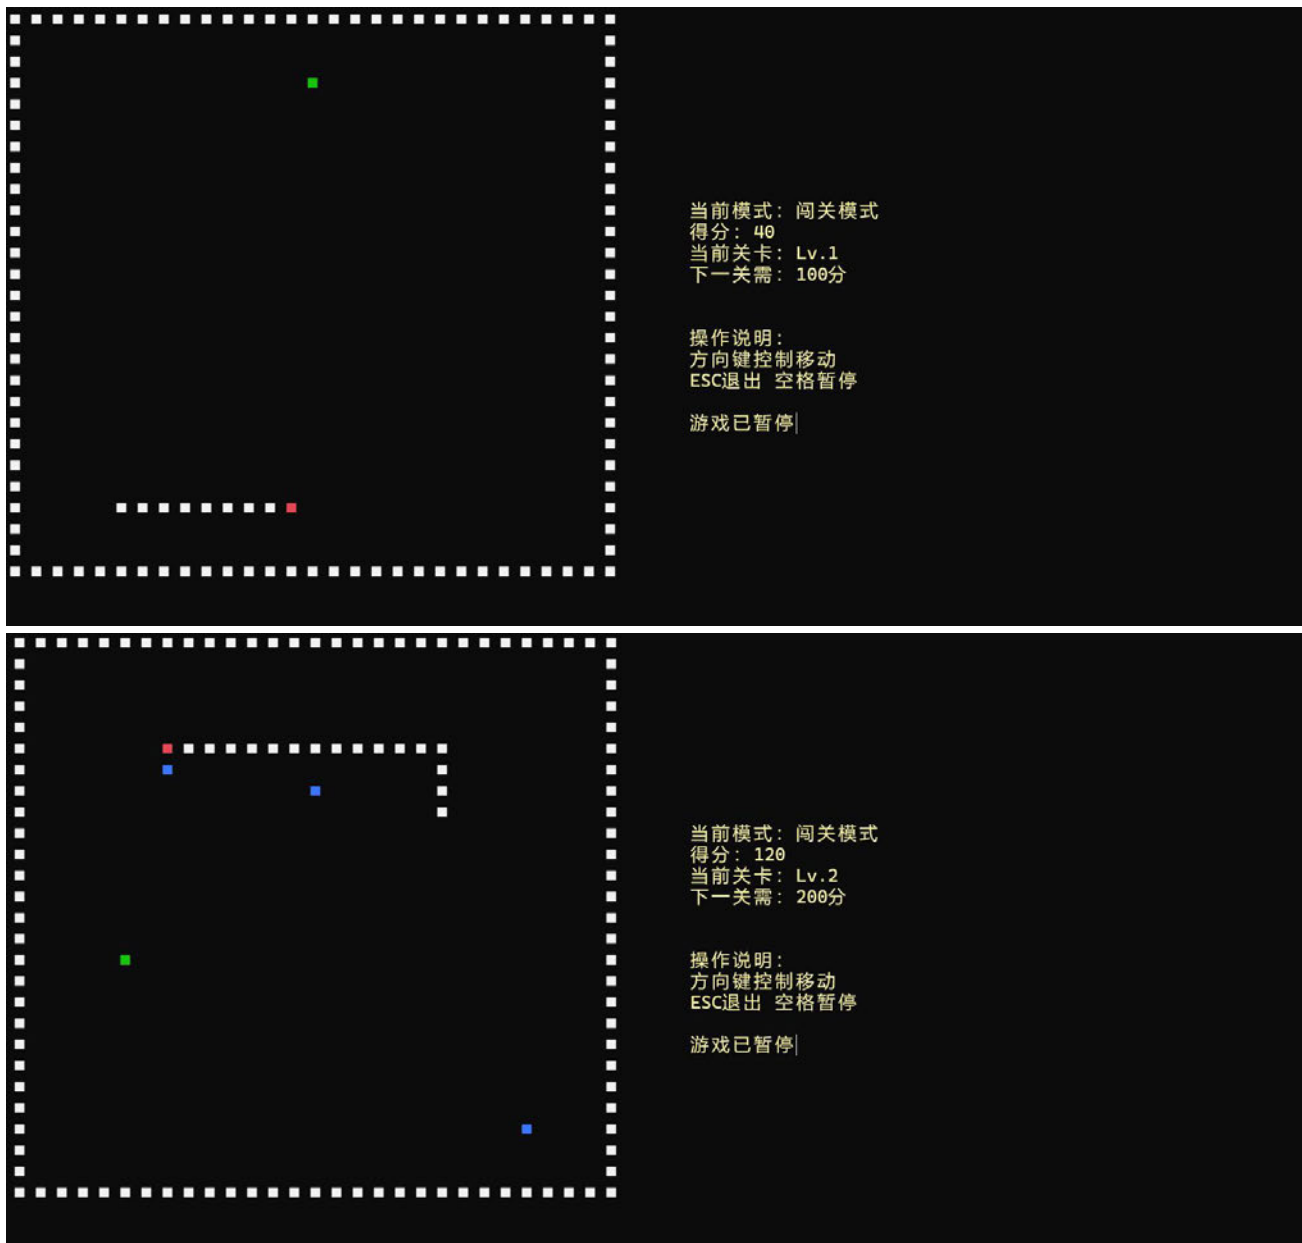 当前模式: 闯关模式
得分: 40
当前关卡: Lv.1
下一关需: 100分
操作说明:
方向键控制移动
ESC退出 空格暂停
游戏已暂停
当前模式: 闯关模式
得分: 120
当前关卡: Lv.2
下一关需: 200分
操作说明:
方向键控制移动
ESC退出 空格暂停
游戏已暂停